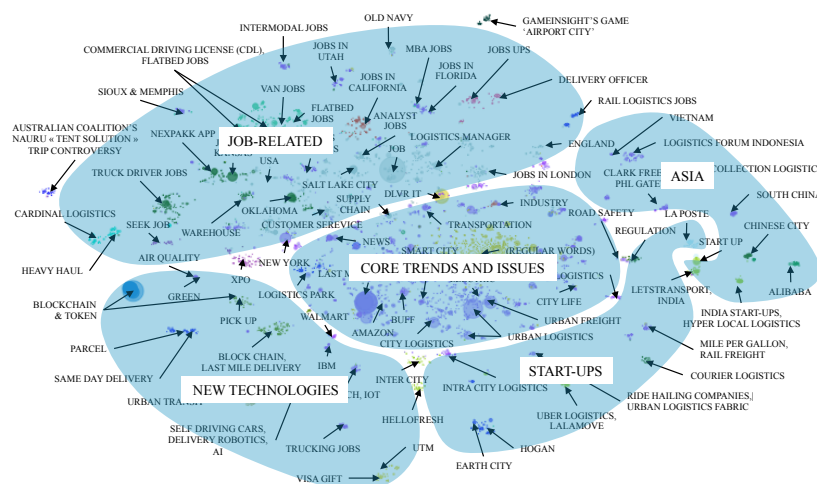 OLD NAVY
GAMEINSIGHT'S GAME
'AIRPORT CITY'
INTERMODAL JOBS
COMMERCIAL DRIVING LICENSE (CDL),
FLATBED JOBS
JOBS IN
UTAH
MBA JOBS
JOBS UPS
JOBS IN
FLORIDA
JOBS IN
CALIFORNIA
DELIVERY OFFICER
SIOUX & MEMPHIS
VAN JOBS
FLATBED
JOBS
RAIL LOGISTICS JOBS
ANALYST
JOBS
VIETNAM
AUSTRALIAN COALITION'S
NAURU « TENT SOLUTION »
TRIP CONTROVERSY
NEXPAKK APP
JOB-RELATED
LOGISTICS MANAGER
ENGLAND
LOGISTICS FORUM INDONESIA
JOB
USA
TRUCK DRIVER JOBS
JOBS IN LONDON
CLARK FREE
PHL GATE
ASIA
COLLECTION LOGISTIC
SALT LAKE CITY
DLVR IT
SOUTH CHINA
SUPPLY
CHAIN
INDUSTRY
OKLAHOMA
CARDINAL LOGISTICS
SEEK JOB
WAREHOUSE
CUSTOMER SEREVICE
TRANSPORTATION
ROAD SAFETY
LA POSTE
REGULATION
CHINESE CITY
NEWS
SMART CITY
(REGULAR WORDS)
START UP
AIR QUALITY
NEW YORK
HEAVY HAUL
XPO
LAST M
CORE TRENDS AND ISSUES
LOGISTICS
LETSTRANSPORT,
INDIA
ALIBABA
GREEN
LOGISTICS PARK
CITY LIFE
BLOCKCHAIN
& TOKEN
PICK UP
WALMART
BUFF
AMAZON
URBAN FREIGHT
INDIA START-UPS,
HYPER LOCAL LOGISTICS
URBAN LOGISTICS
CITY LOGISTICS
PARCEL
BLOCK CHAIN,
LAST MILE DELIVERY
IBM
MILE PER GALLON,
RAIL FREIGHT
SAME DAY DELIVERY
INTER CITY
START-UPS
COURIER LOGISTICS
NEW TECHNOLOGIES
INTRA CITY LOGISTICS
URBAN TRANSIT
CH, IOT
RIDE HAILING COMPANIES,
URBAN LOGISTICS FABRIC
HELLOFRESH
UBER LOGISTICS,
LALAMOVE
SELF DRIVING CARS,
DELIVERY ROBOTICS,
AI
TRUCKING JOBS
UTM
HOGAN
EARTH CITY
VISA GIFT